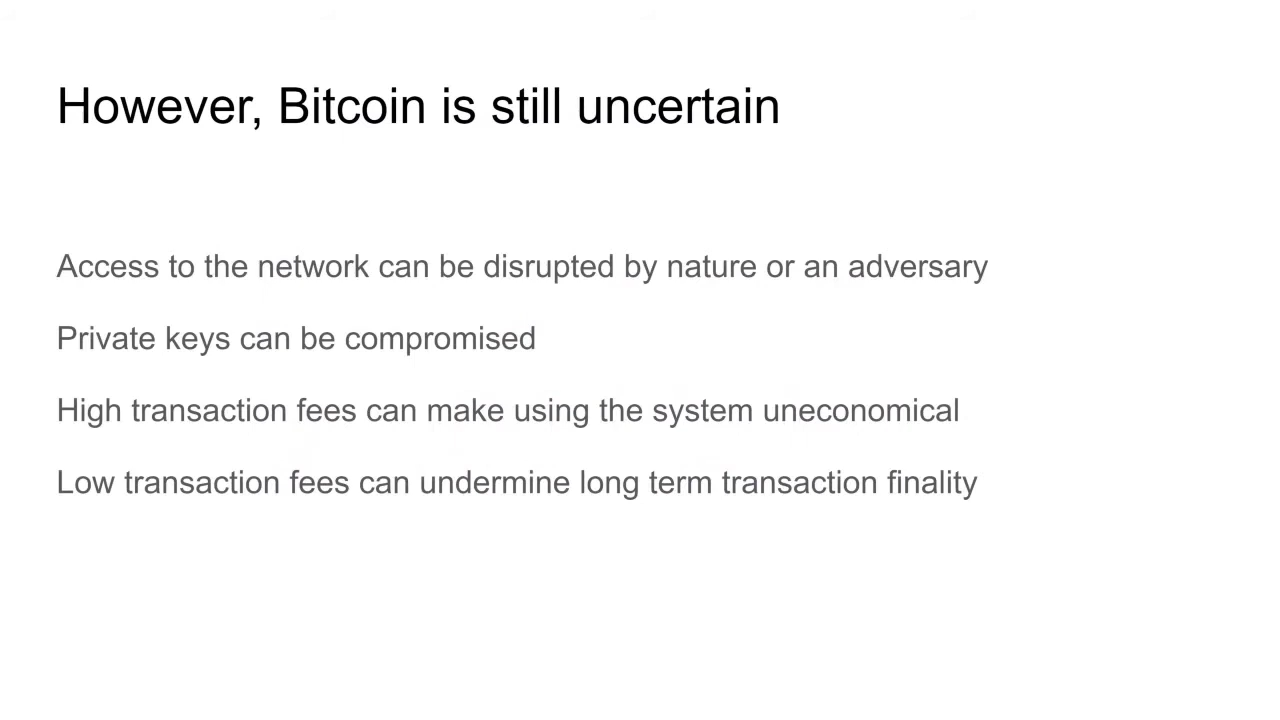 However, Bitcoin is still uncertain
Access to the network can be disrupted by nature or an adversary
Private keys can be compromised
High transaction fees can make using the system uneconomical
Low transaction fees can undermine long term transaction finality